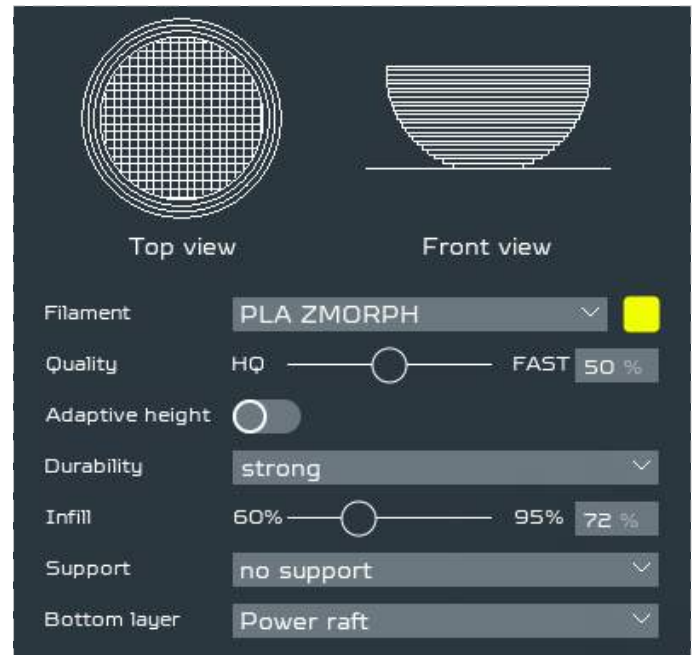 Top view Front view
Filament PLA ZMORPH
Quality HQ FAST 50 %
Adaptive height
Durability strong
Infill 60% 95% 72 %
Support no support
Bottom layer Power raft